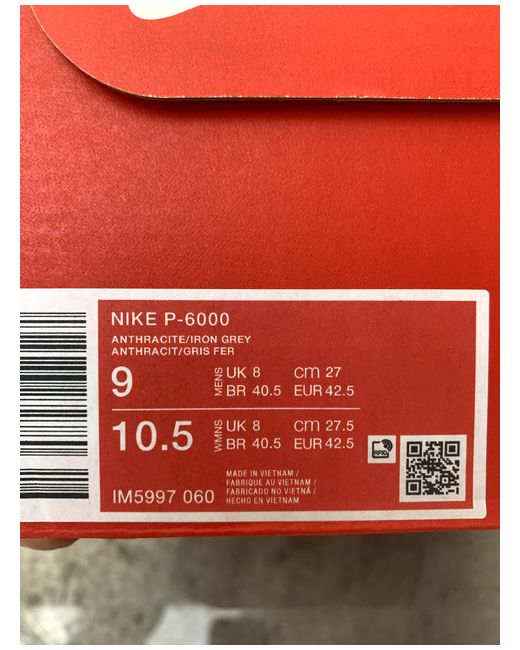 NIKE P-6000
ANTHRACITE/IRON GREY
ANTHRACIT/GRIS FER
9 MENS UK 8 cm 27
BR 40.5 EUR 42.5
10.5 W/MNS UK 8 cm 27.5
BR 40.5 EUR 42.5
IM5997 060
MADE IN VIETNAM /
FABRIQUE AU VIETNAM /
FABRICADO NO VIETNÃ /
HECHO EN VIETNAM